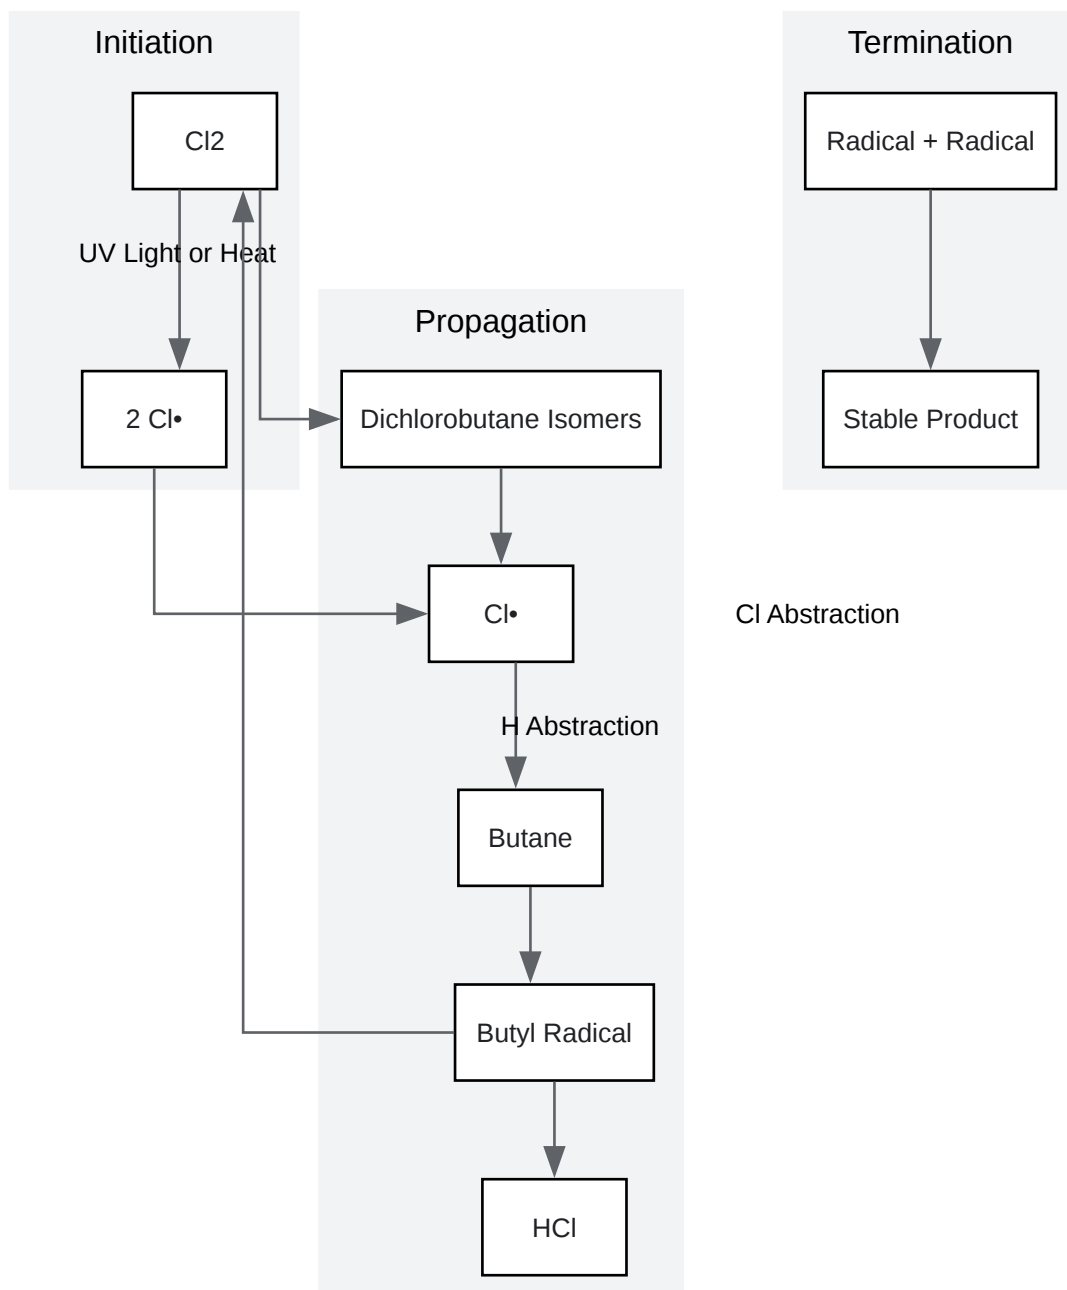 Initiation
Cl2
UV Light or Heat
2 Cl•
Propagation
Dichlorobutane Isomers
Cl•
Cl Abstraction
H Abstraction
Butane
Butyl Radical
HCl
Termination
Radical + Radical
Stable Product